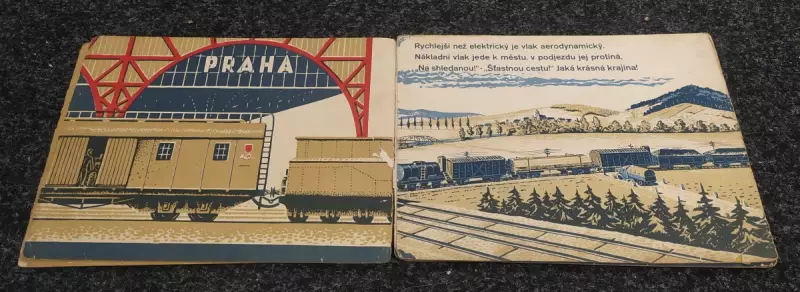 PRAHA
Rychlejší než elektrický je vlak aerodynamický.
Nákladní vlak jede k městu, v podjezdu jej protíná.
„Na shledanou!“ - „Šťastnou cestu!“ Jaká krásná krajina!